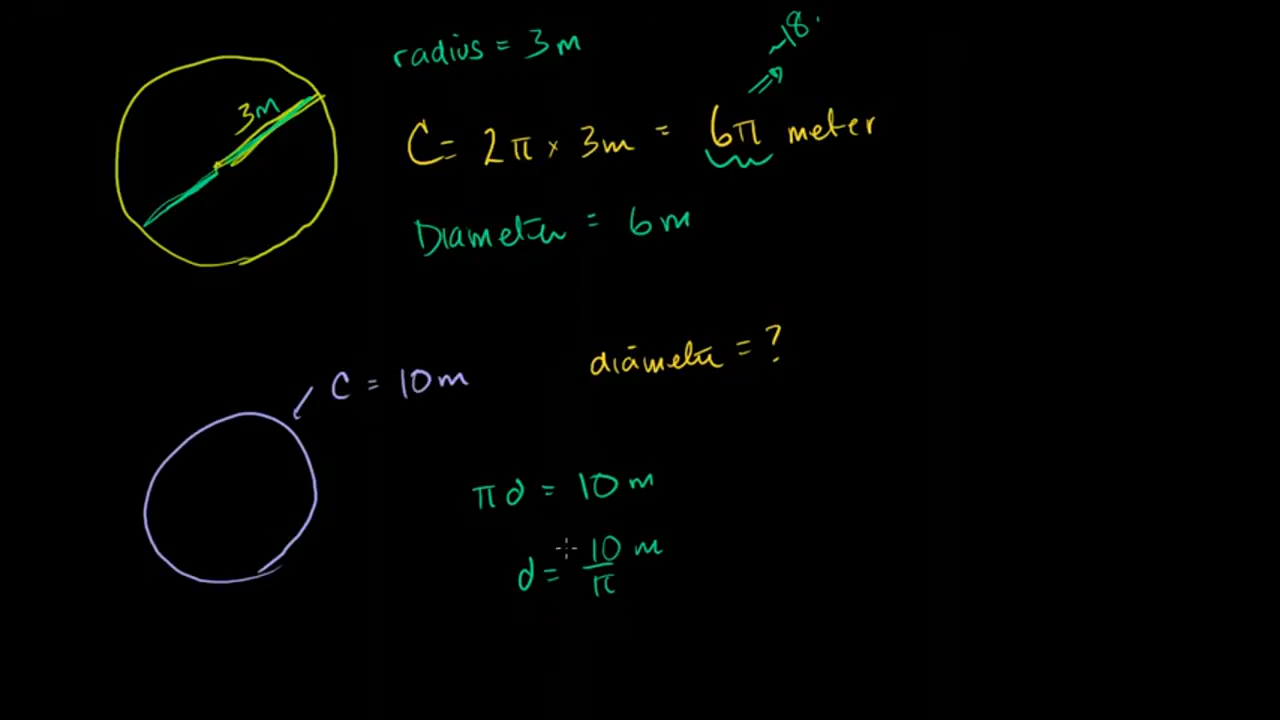 ~18.
radius = 3m
3m
C = 2π × 3m = 6π meter
Diameter = 6m
diameter = ?
C = 10m
πd = 10m
d = 10/π m